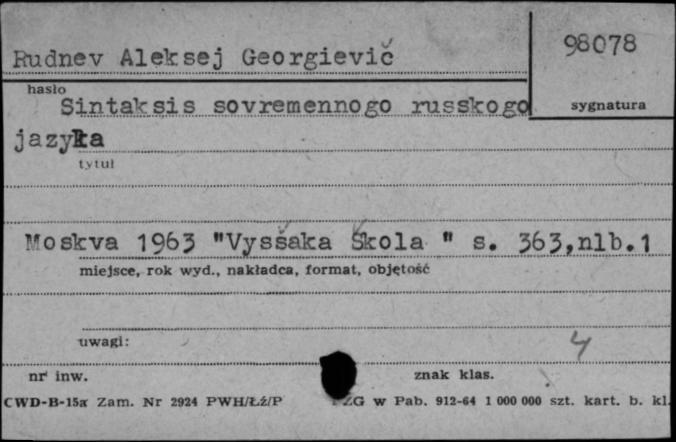 Rudnev Aleksej Georgievič
98078
hasło
Sintaksis sovremennogo russkogo
sygnatura
jazyka
tytuł
Moskva 1963 "Vysšaka Škola " s. 363,nlb.1
miejsce, rok wyd., nakładca, format, objętość
uwagi:
4
nr inw.
znak klas.
CWD-B-15a Zam. Nr 2924 PWH/Łź/P
ZG w Pab. 912-64 1 000 000 szt. kart. b. kl.